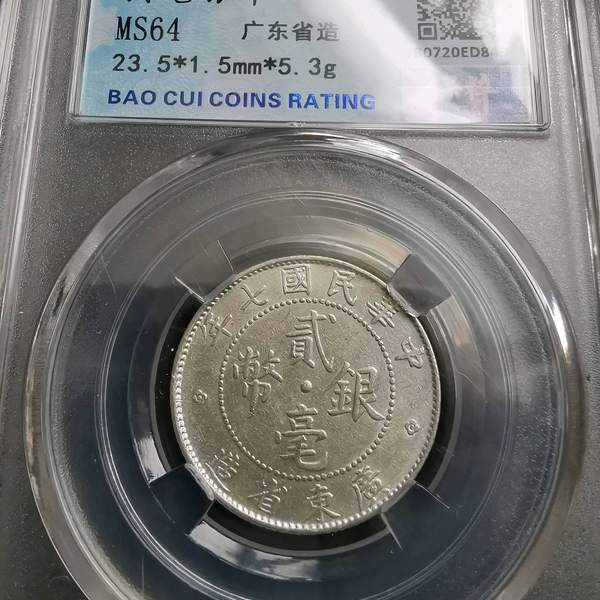 MS64 广东省造
23.5*1.5mm*5.3g
BAO CUI COINS RATING
中華民國七年
貳毫銀幣
廣東省造